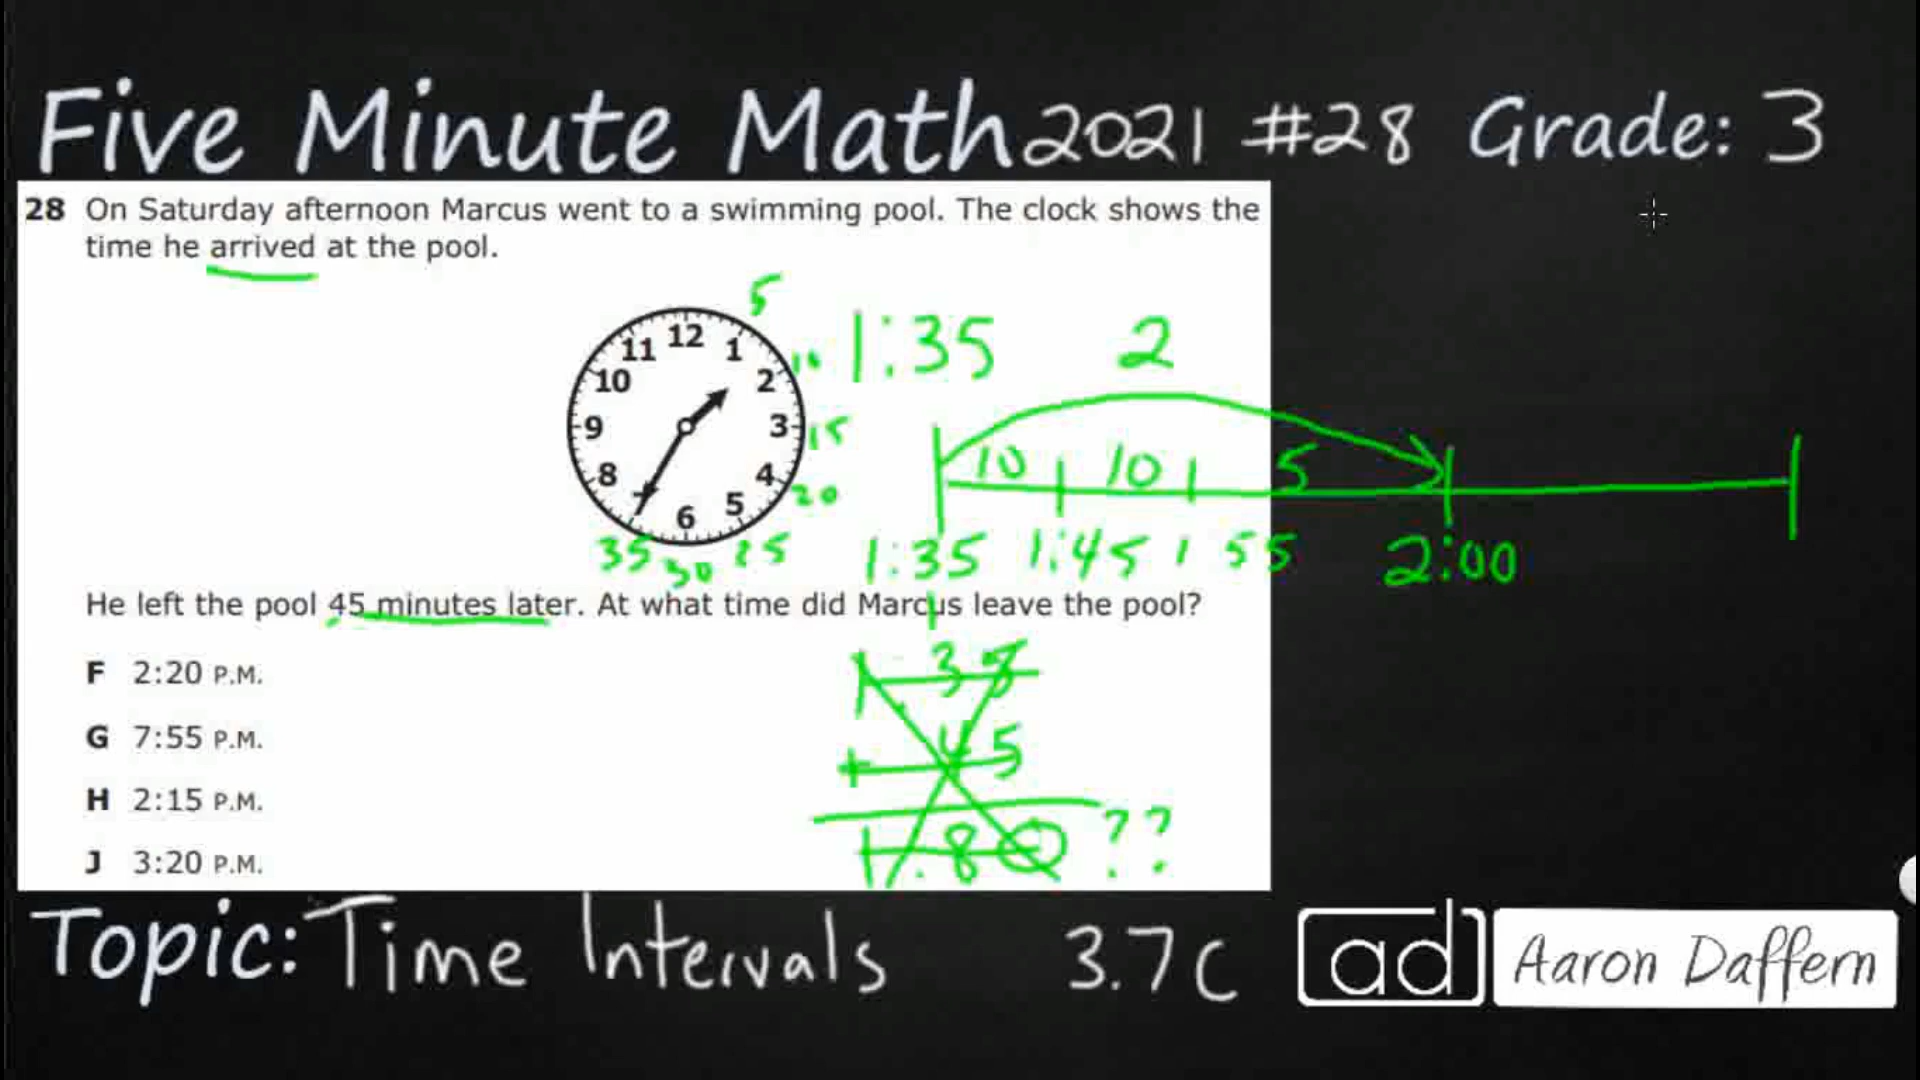 Five Minute Math 2021 #28 Grade: 3
28 On Saturday afternoon Marcus went to a swimming pool. The clock shows the
time he arrived at the pool.
5
12
11 1
10 2 10
9 3 15
8 4 20
7 6 5
35 30 25
1:35 2
10 10 5
1:35 1:45 1 55 2:00
He left the pool 45 minutes later. At what time did Marcus leave the pool?
F 2:20 P.M.
G 7:55 P.M.
H 2:15 P.M.
J 3:20 P.M.
1
1:35
+ 45
1:80 ??
Topic: Time Intervals 3.7C ad Aaron Daffern